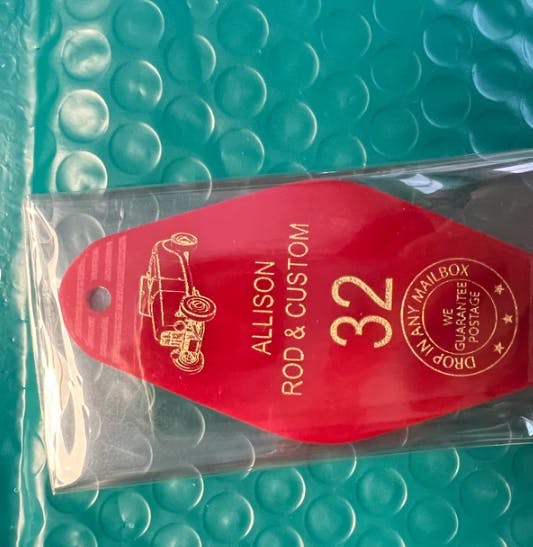 ALLISON
ROD & CUSTOM
32
DROP IN ANY MAILBOX
WE
GUARANTEE
POSTAGE